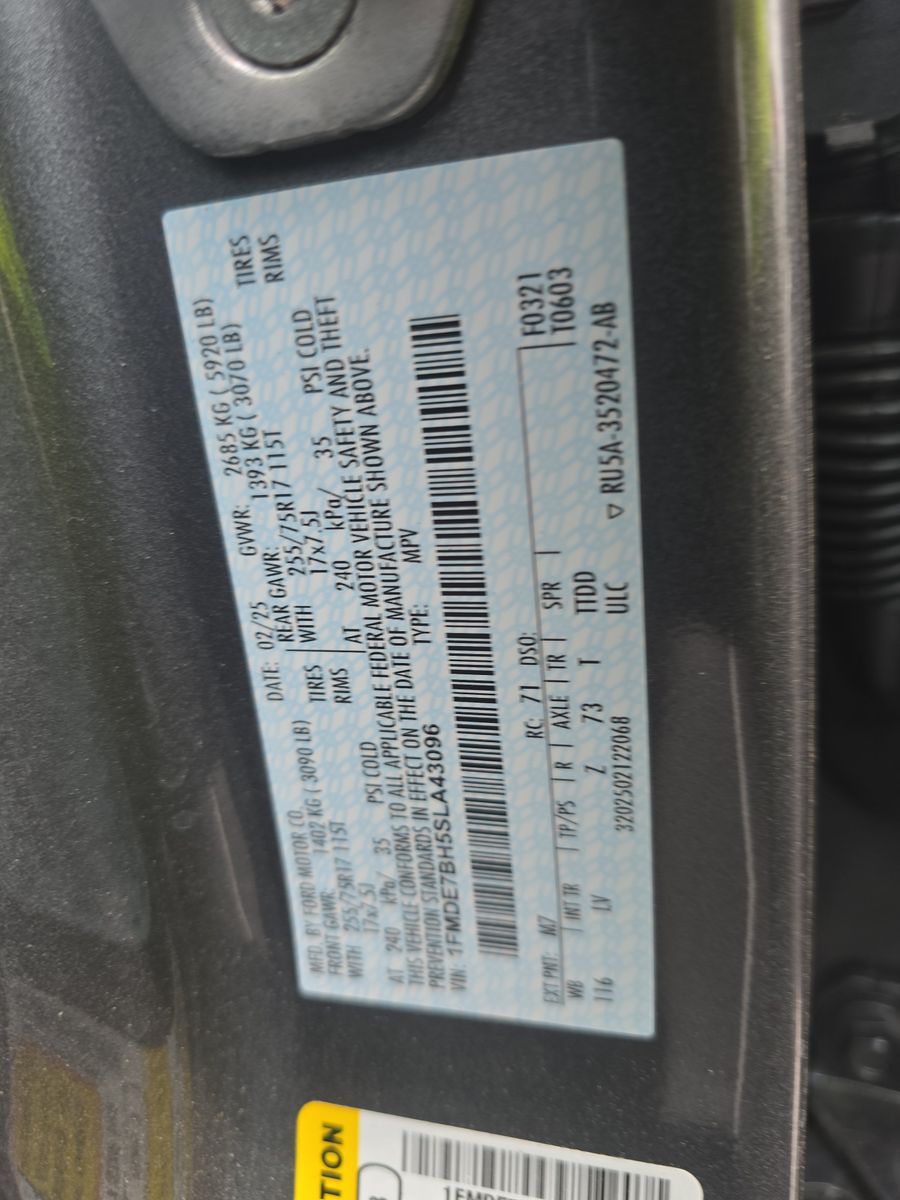 MFD. BY FORD MOTOR CO. DATE: 02/25 GVWR: 2685 KG ( 5920 LB)
FRONT GAWR: 1402 KG ( 3090 LB) REAR GAWR: 1393 KG ( 3070 LB)
WITH 255/75R17 115T TIRES WITH 255/75R17 115T TIRES
17x7.5J RIMS 17x7.5J RIMS
AT 240 kPa/ 35 PSI COLD AT 240 kPa/ 35 PSI COLD
THIS VEHICLE CONFORMS TO ALL APPLICABLE FEDERAL MOTOR VEHICLE SAFETY AND THEFT
PREVENTION STANDARDS IN EFFECT ON THE DATE OF MANUFACTURE SHOWN ABOVE.
VIN: 1FMDE7BH5SLA43096 TYPE: MPV
F0321
EXT PNT: M7 RC: 71 DSO: T0603
WB INT TR TP/PS R AXLE TR SPR
116 LV Z 73 T TTDD
3202502122068 ULC ▽ RU5A-3520472-AB
TION